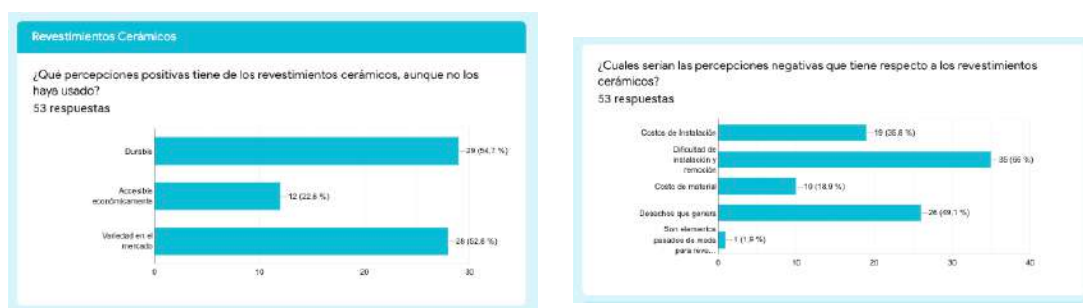 Revestimientos Cerámicos
¿Qué percepciones positivas tiene de los revestimientos cerámicos, aunque no los
haya usado?
53 respuestas
Durable
29 (54,7 %)
Accesible
económicamente
12 (22,6 %)
Variedad en el
mercado
28 (52,8 %)
0
10
20
30
¿Cuales serian las percepciones negativas que tiene respecto a los revestimientos
cerámicos?
53 respuestas
Costos de Instalación
19 (35,8 %)
Dificultad de
instalación y
remoción
35 (66 %)
Costo de material
10 (18,9 %)
Desechos que genera
26 (49,1 %)
Son elementos
pasados de moda
para reve...
1 (1,9 %)
0
10
20
30
40